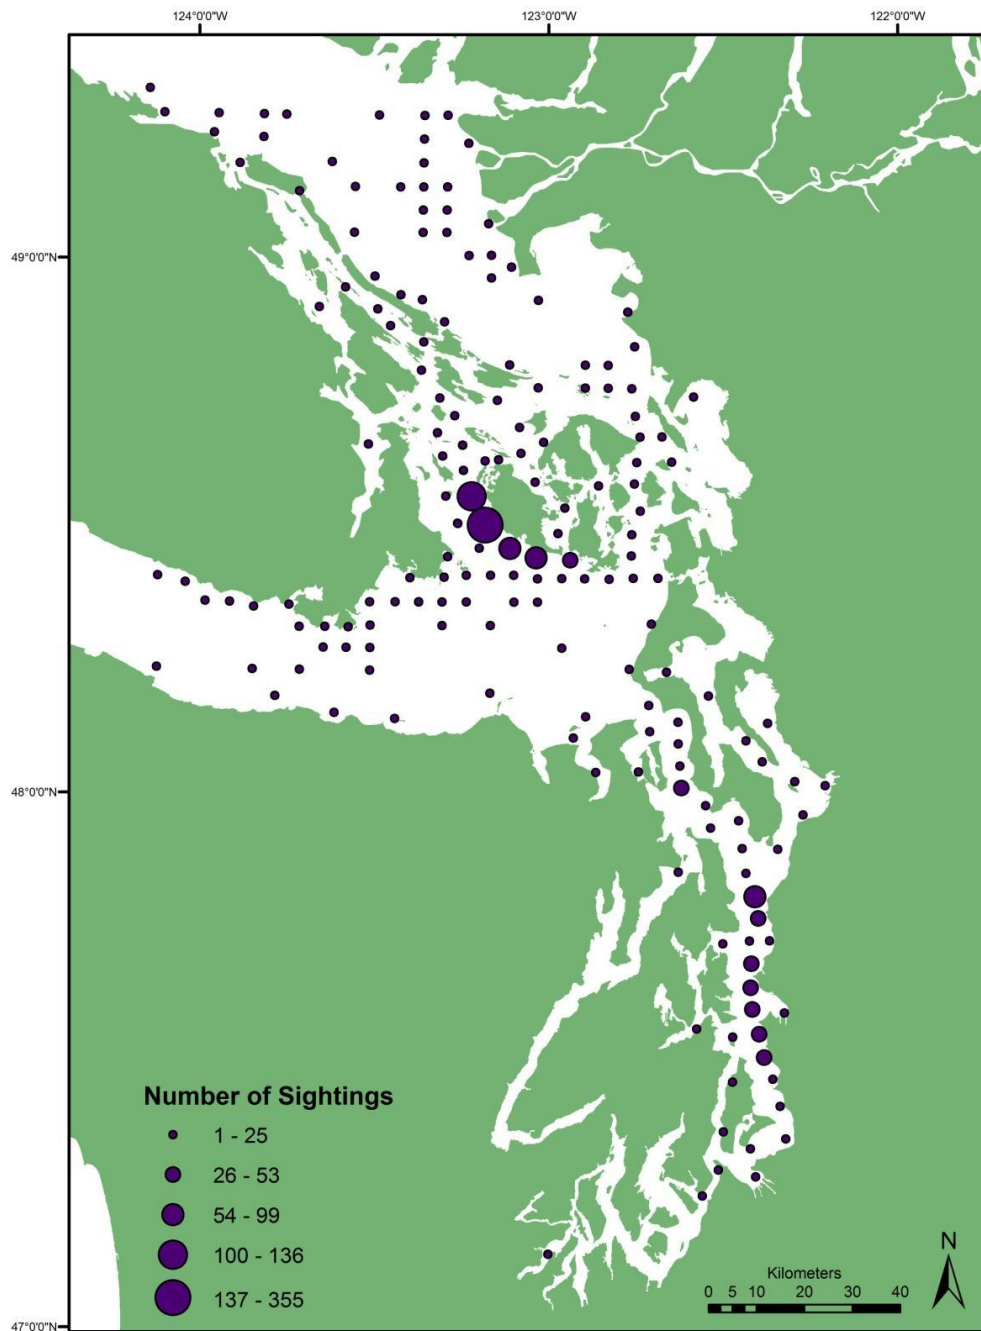 124°0'0"W
123°0'0"W
122°0'0"W
49°0'0"N
48°0'0"N
47°0'0"N
Number of Sightings
1 - 25
26 - 53
54 - 99
100 - 136
137 - 355
N
Kilometers
0 5 10 20 30 40